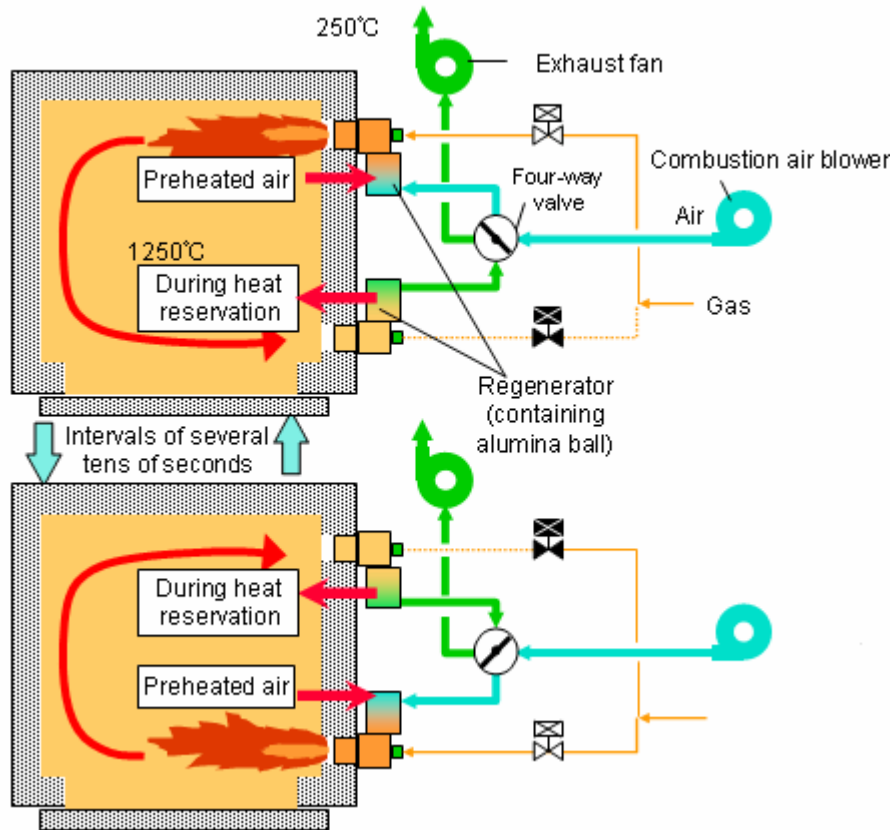 250℃
Exhaust fan
Combustion air blower
Preheated air
Four-way
valve
Air
1250℃
During heat
reservation
Gas
Regenerator
(containing
alumina ball)
Intervals of several
tens of seconds
During heat
reservation
Preheated air